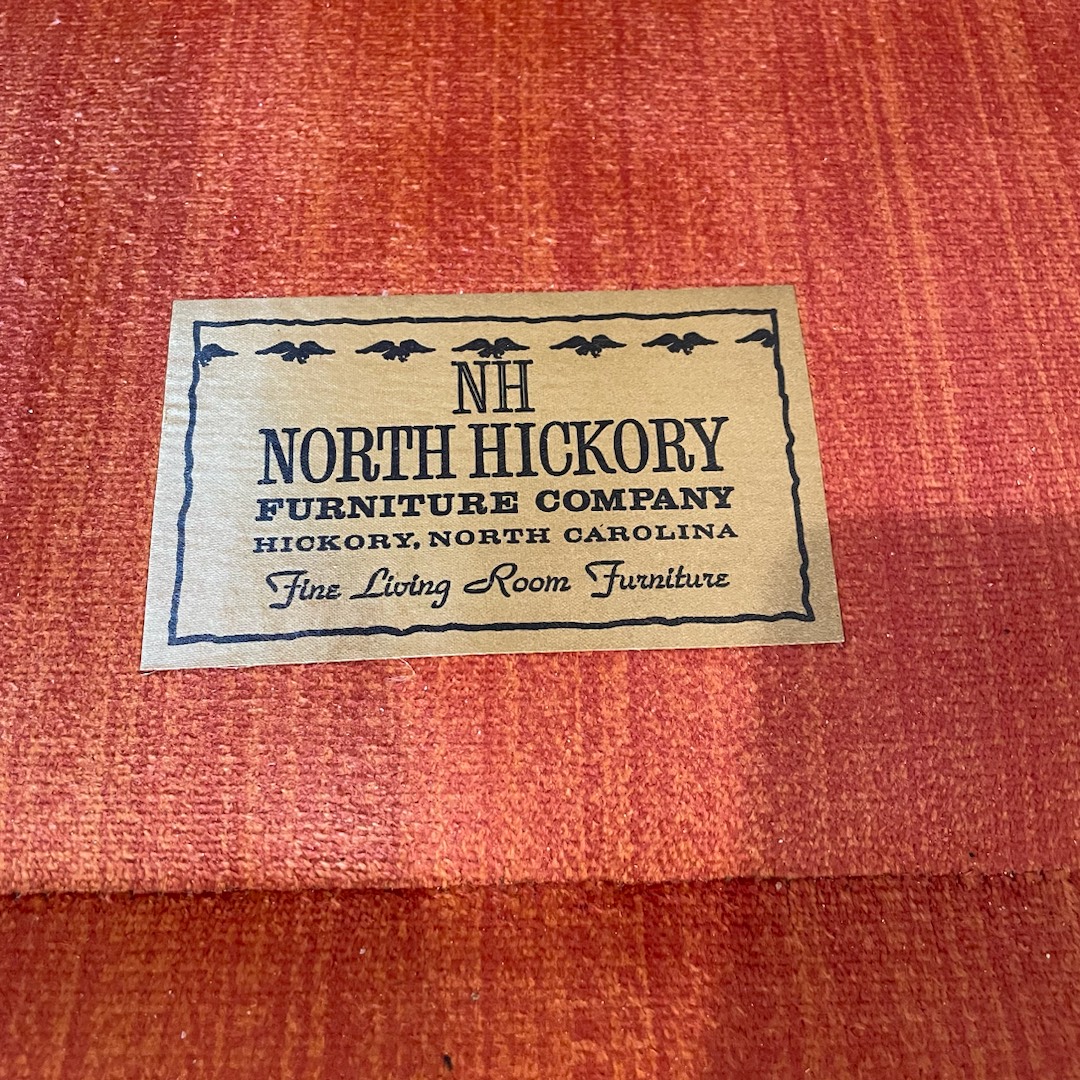 NH
NORTH HICKORY
FURNITURE COMPANY
HICKORY, NORTH CAROLINA
Fine Living Room Furniture